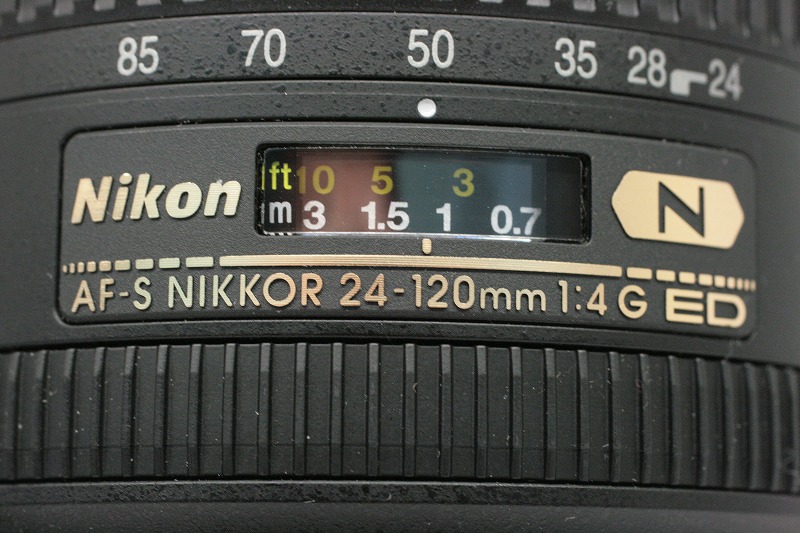 85 70 50 35 28 24
Nikon
ft 10 5 3
m 3 1.5 1 0.7
N
AF-S NIKKOR 24-120mm 1:4 G ED